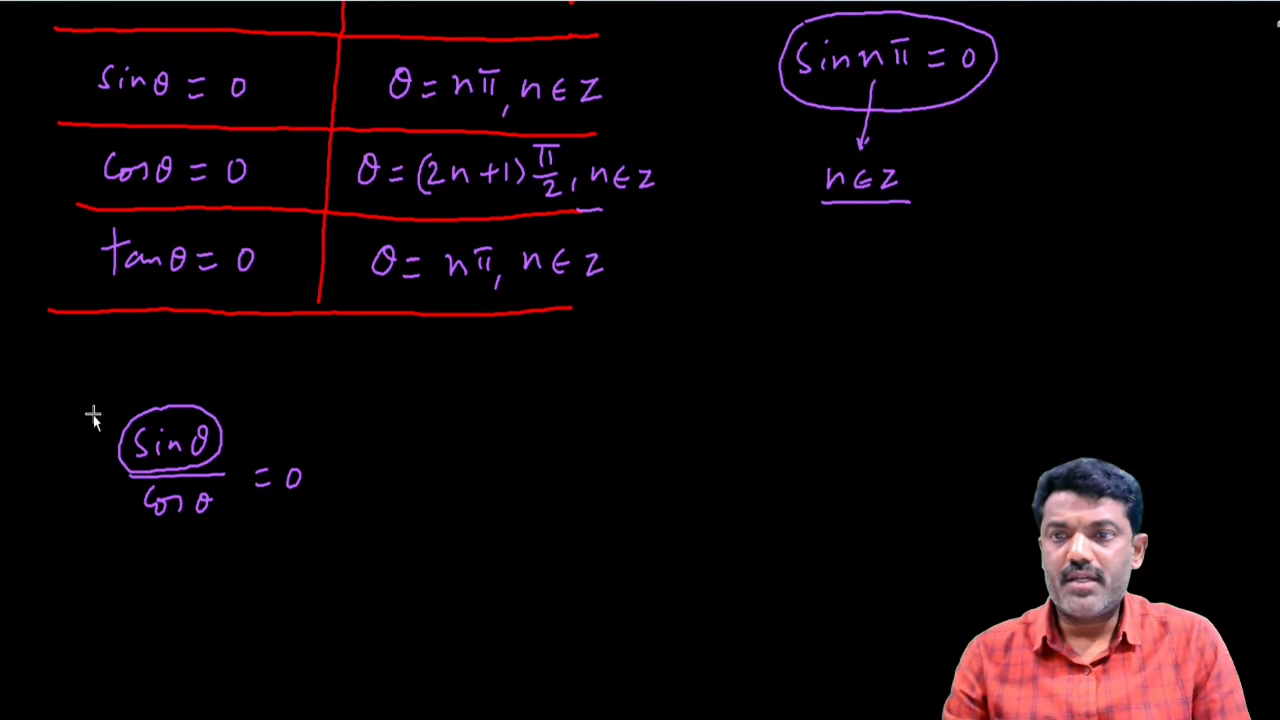 sinθ = 0 θ = nπ, n∈z
cosθ = 0 θ = (2n+1)π/2, n∈z
tanθ = 0 θ = nπ, n∈z
sin nπ = 0
n∈z
sinθ/cosθ = 0